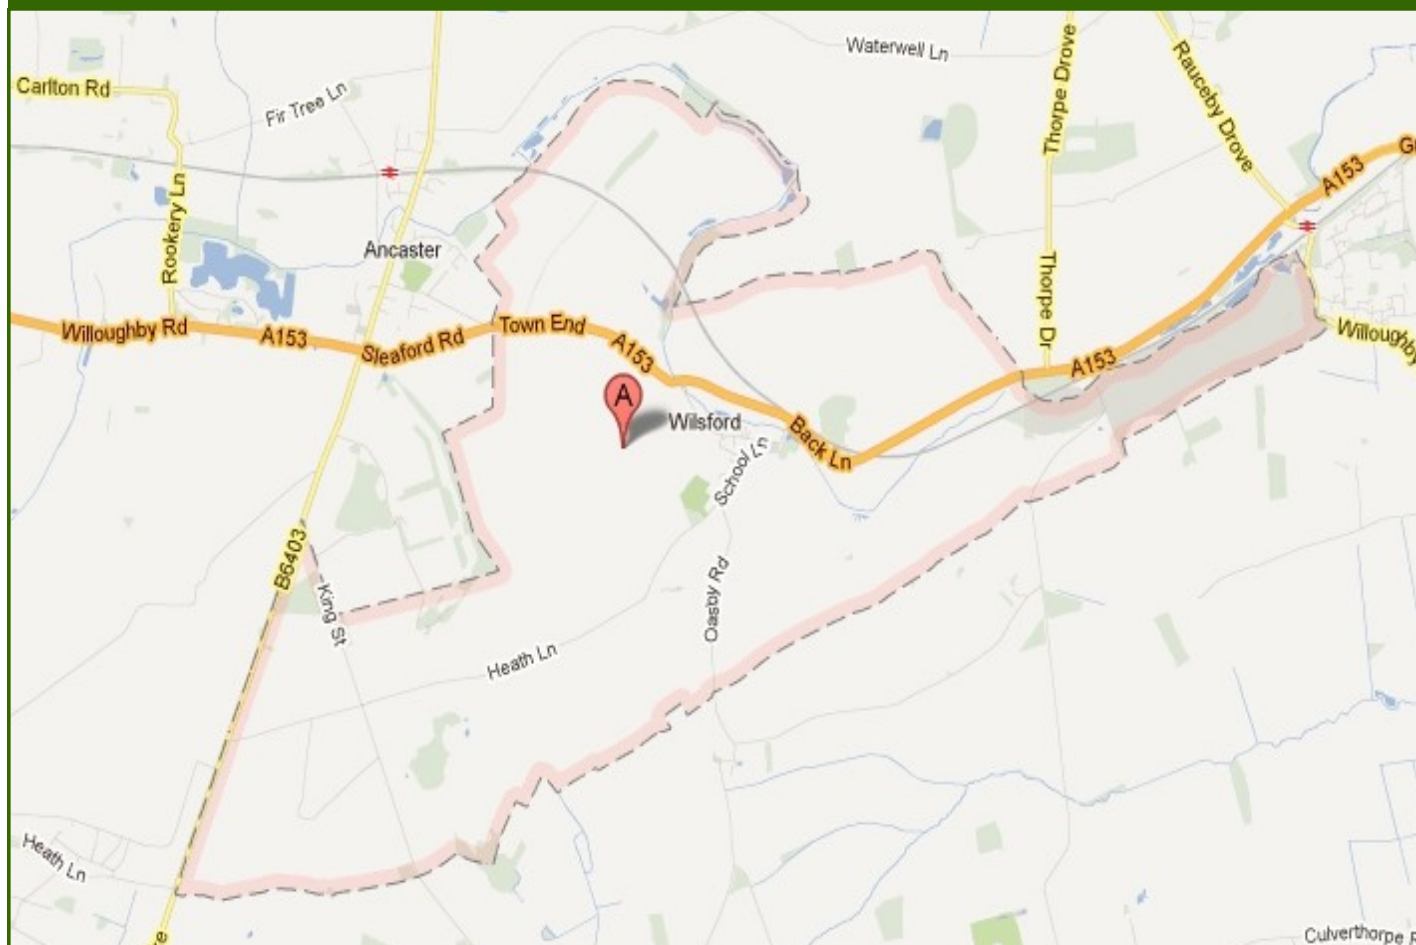 Waterwell Ln
Carlton Rd
Fir Tree Ln
Thorpe Drove
Rauceby Drove
A153
Rookery Ln
Ancaster
Thorpe Dr
Willoughby Rd
A153
Sleaford Rd
Town End
A153
A153
Willoughby
A
Wilsford
Back Ln
School Ln
B6403
King St
Oasby Rd
Heath Ln
Heath Ln
Culverthorpe